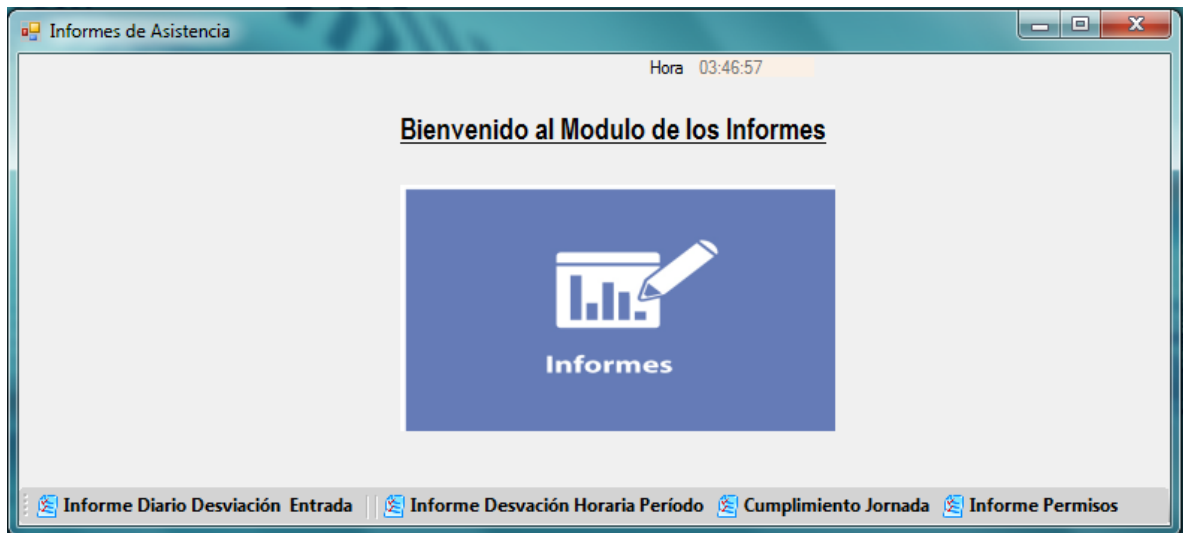 Informes de Asistencia
Hora 03:46:57
Bienvenido al Modulo de los Informes
Informes
Informe Diario Desviación Entrada Informe Desvación Horaria Período Cumplimiento Jornada Informe Permisos